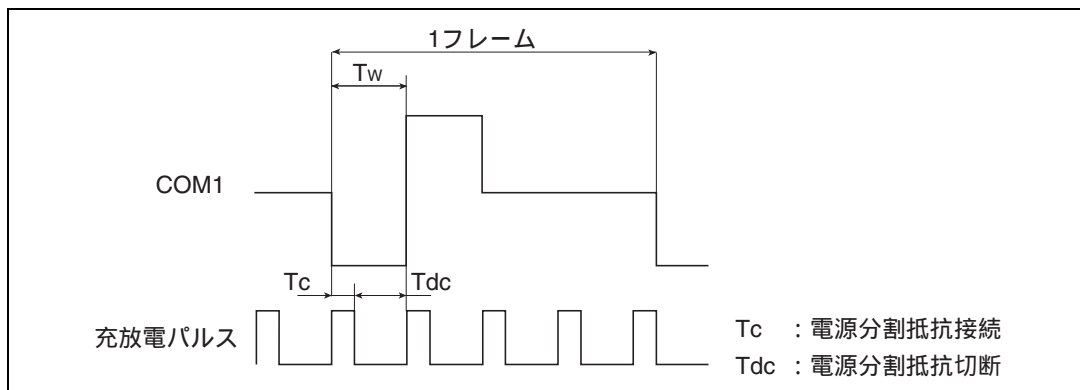 1フレーム
Tw
COM1
Tc Tdc
充放電パルス
Tc :電源分割抵抗接続
Tdc :電源分割抵抗切断